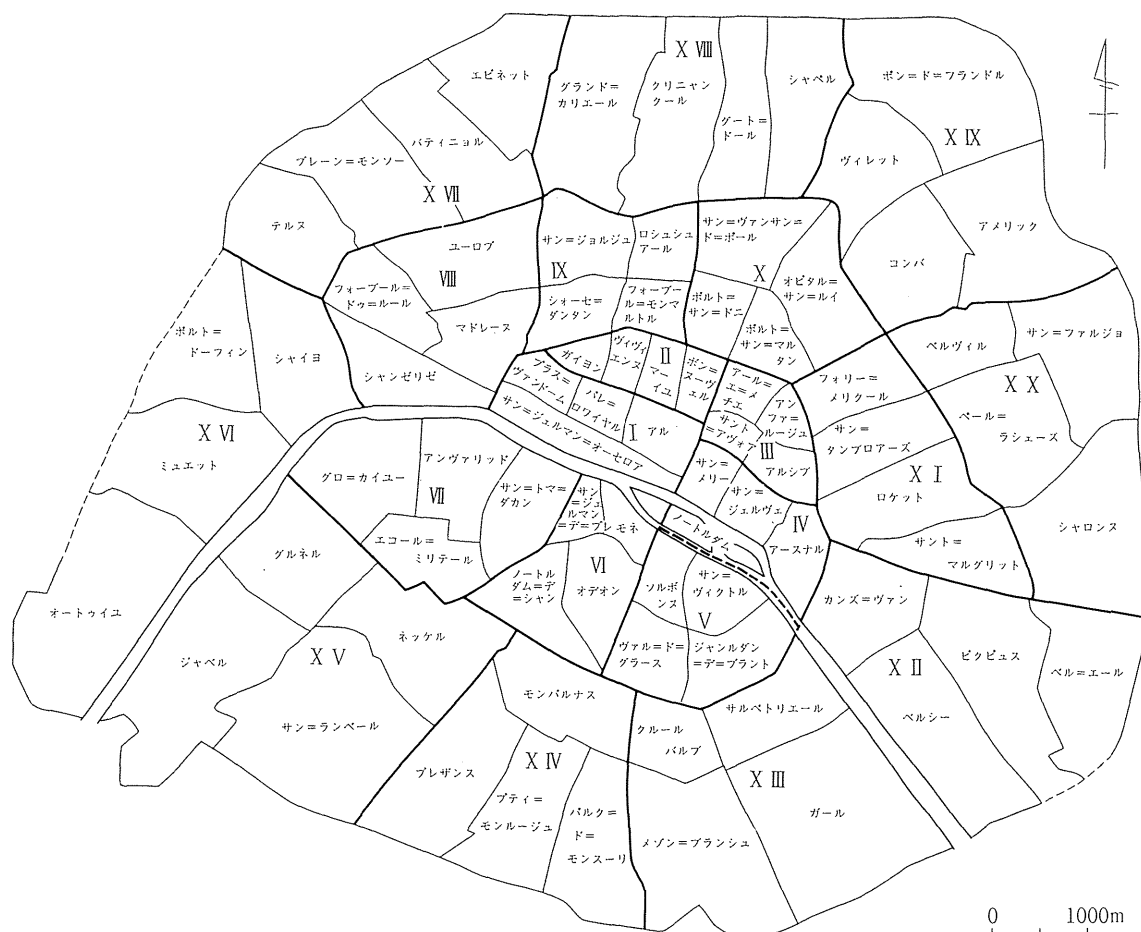 エピネット
グランド=
カリエール
X VIII
クリニャン
クール
シャペル
ポン=ド=フランドル
グート=
ドール
バティニョル
プレーン=モンソー
X VII
ヴィレット
X IX
テルヌ
ユーロプ
サン=ジョルジュ
ロシュシュ
アール
サン=ヴァンサン=
ド=ポール
アメリック
コンバ
VIII
IX
X
フォーブール=
ドゥ=ルール
オピタル=
サン=ルイ
マドレーヌ
ショーセ=
ダンタン
フォーブー
ル=モンマ
ルトル
ポルト=
サン=ドニ
ポルト=
サン=マル
タン
ポルト=
ドーフィン
シャイヨ
シャンゼリゼ
ベルヴィル
サン=ファルジョ
ガイヨン
ヴィヴィ
エンヌ
II
マー
イユ
ボン=
ヌーヴ
ェル
アール=
エ=メ
チエ
アン
ファ=
ルージュ
フォリー=
メリクール
X X
プラス=
ヴァンドーム
パレ=
ロワイヤル
I
アル
サン=ジェルマン=オーセロア
サント
=アヴォア
III
アルシブ
サン=
タンブロアーズ
ペール=
ラシェーズ
X VI
ミュエット
グロ=カイユー
アンヴァリッド
VII
サン=トマ=
ダカン
サン
=ジェ
ルマン
=デ=プレ
モネ
サン=
メリー
サン=
ジェルヴェ
IV
アースナル
X I
ロケット
シャロンヌ
サント=
マルグリット
エコール=
ミリテール
ノートルダム
グルネル
ノートル
ダム=デ
=シャン
VI
オデオン
ソルボ
ンヌ
サン=
ヴィクトル
V
カンズ=ヴァン
オートゥイユ
ジャベル
X V
ネッケル
ヴァル=ド=
グラース
ジャンルダン
=デ=プラント
X II
ピクピュス
ベル=エール
ベルシー
サン=ランベール
モンパルナス
サルペトリエール
クルール
バルブ
プレザンス
X IV
プティ=
モンルージュ
パルク=
ド=
モンスーリ
X III
ガール
メゾン=ブランシュ
0 1000m